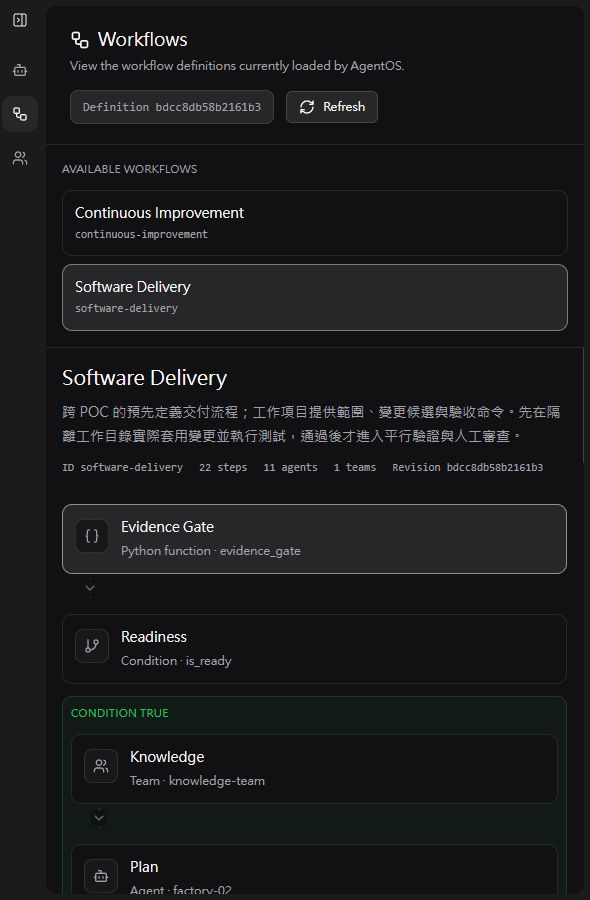 Workflows
View the workflow definitions currently loaded by AgentOS.
Definition bdcc8db58b2161b3
Refresh
AVAILABLE WORKFLOWS
Continuous Improvement
continuous-improvement
Software Delivery
software-delivery
Software Delivery
跨 POC 的預先定義交付流程；工作項目提供範圍、變更候選與驗收命令。先在隔
離工作目錄實際套用變更並執行測試，通過後才進入平行驗證與人工審查。
ID software-delivery 22 steps 11 agents 1 teams Revision bdcc8db58b2161b3
Evidence Gate
Python function · evidence_gate
Readiness
Condition · is_ready
CONDITION TRUE
Knowledge
Team · knowledge-team
Plan
Agent · factory-02